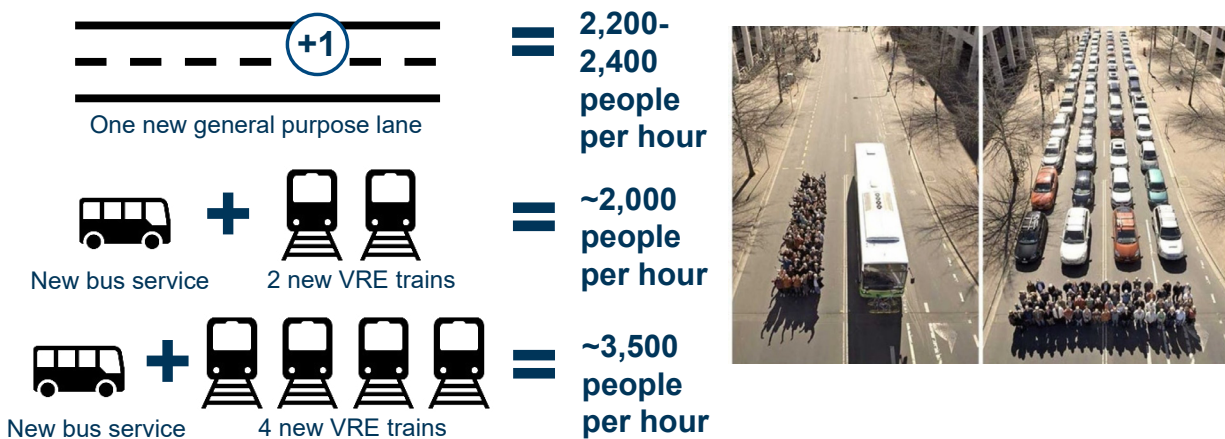 +1
One new general purpose lane
=
2,200-
2,400
people
per hour
+
=
New bus service
2 new VRE trains
~2,000
people
per hour
+
=
New bus service
4 new VRE trains
~3,500
people
per hour